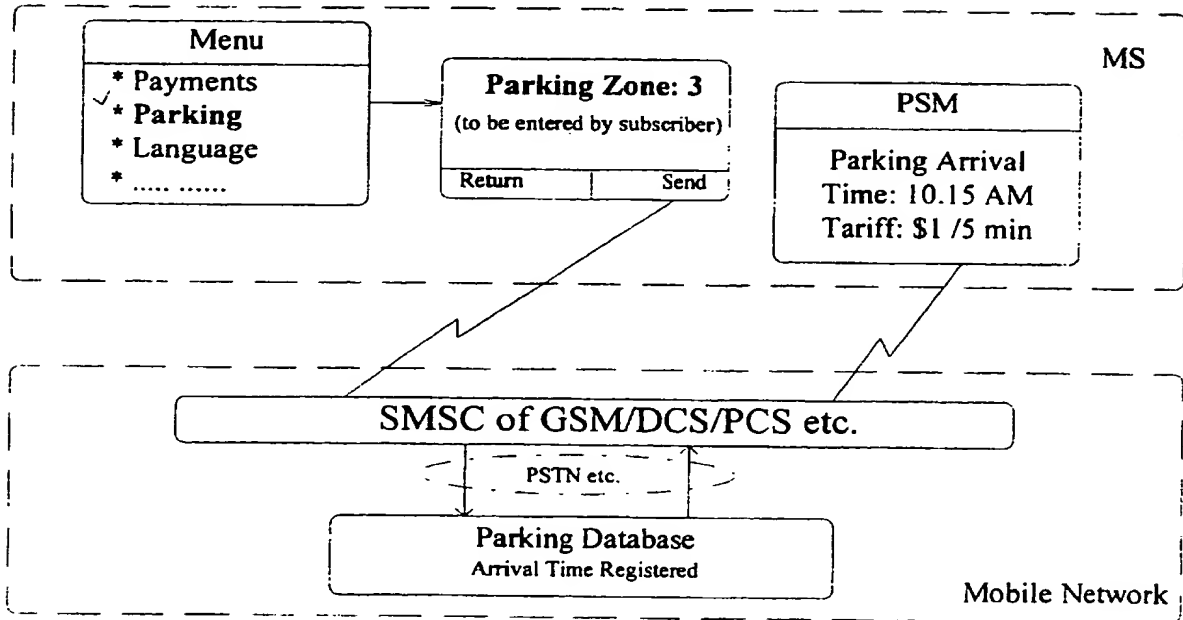 Menu
* Payments
* Parking
* Language
* ..... ......
Parking Zone: 3
(to be entered by subscriber)
Return Send
MS
PSM
Parking Arrival
Time: 10.15 AM
Tariff: $1 /5 min
SMSC of GSM/DCS/PCS etc.
PSTN etc.
Parking Database
Arrival Time Registered
Mobile Network